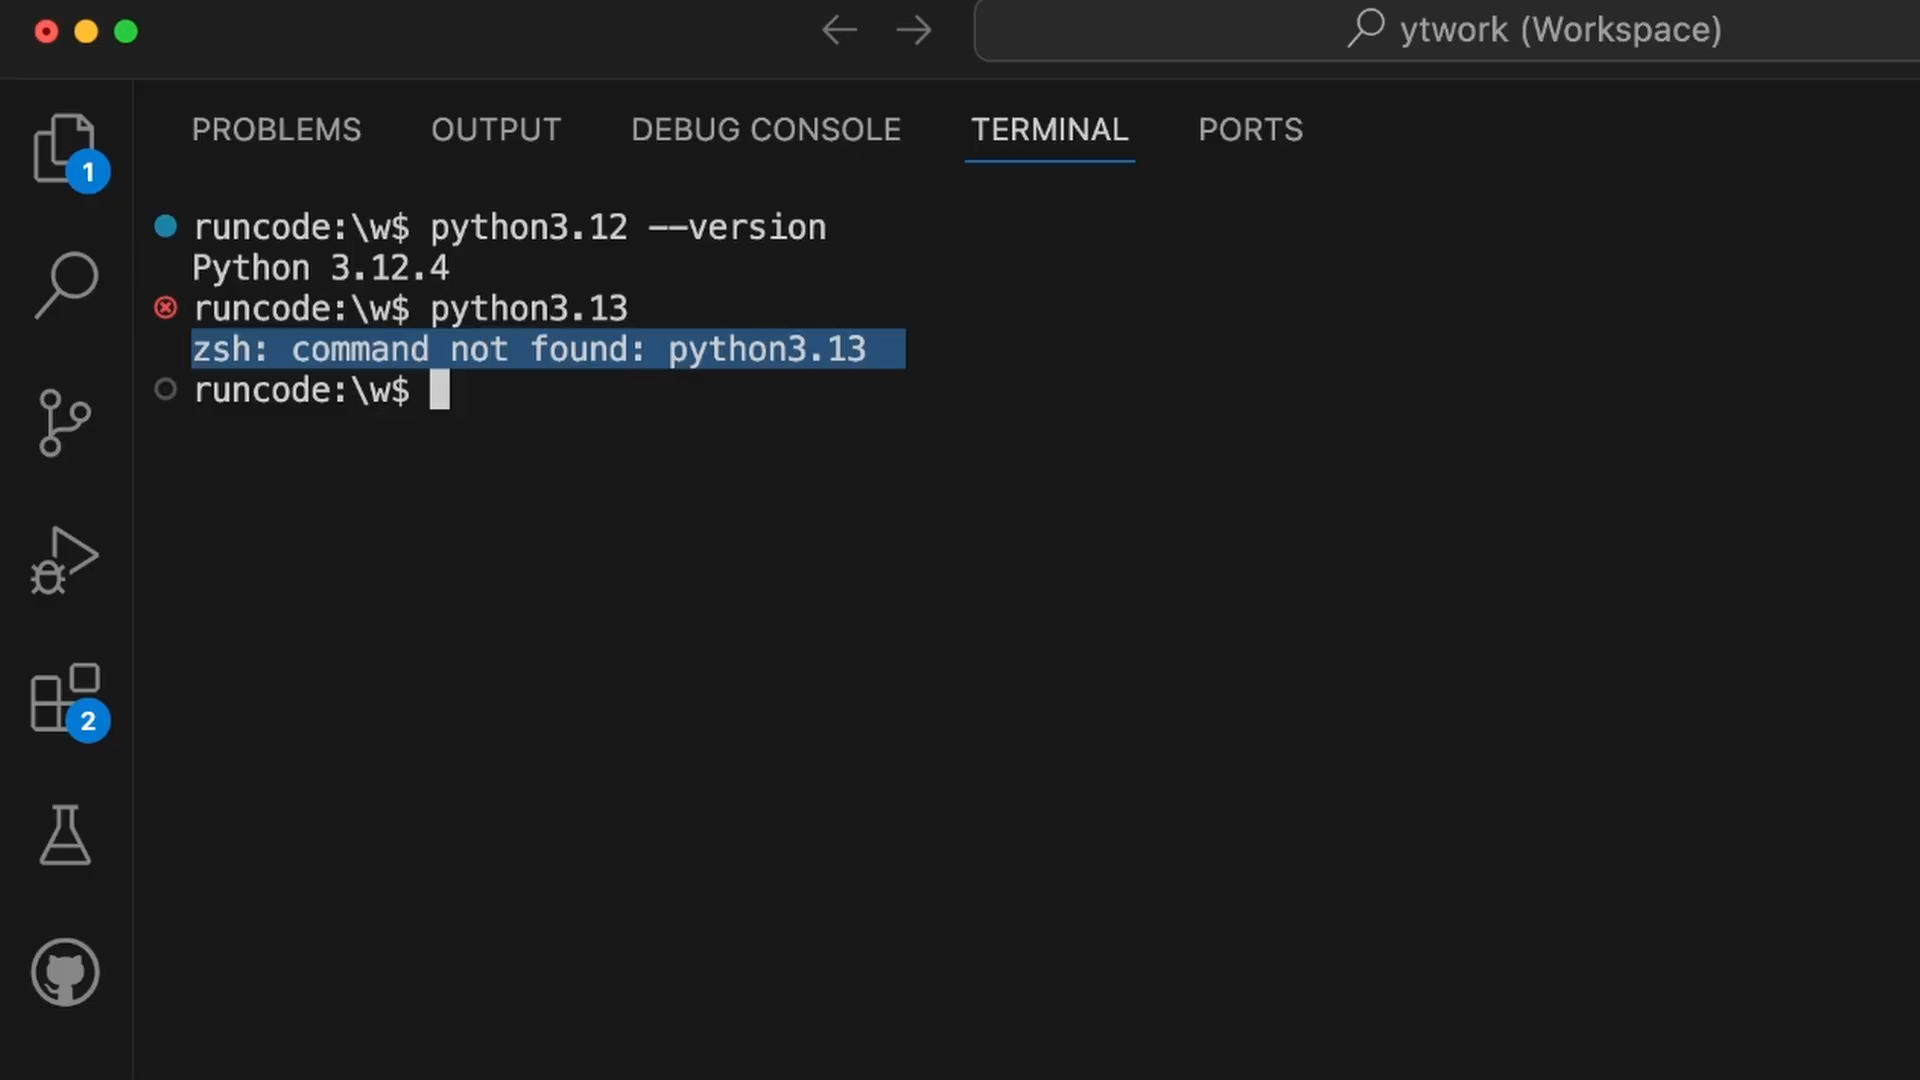 ytwork (Workspace)
PROBLEMS OUTPUT DEBUG CONSOLE TERMINAL PORTS
1
runcode:\w$ python3.12 --version
Python 3.12.4
runcode:\w$ python3.13
zsh: command not found: python3.13
runcode:\w$
2